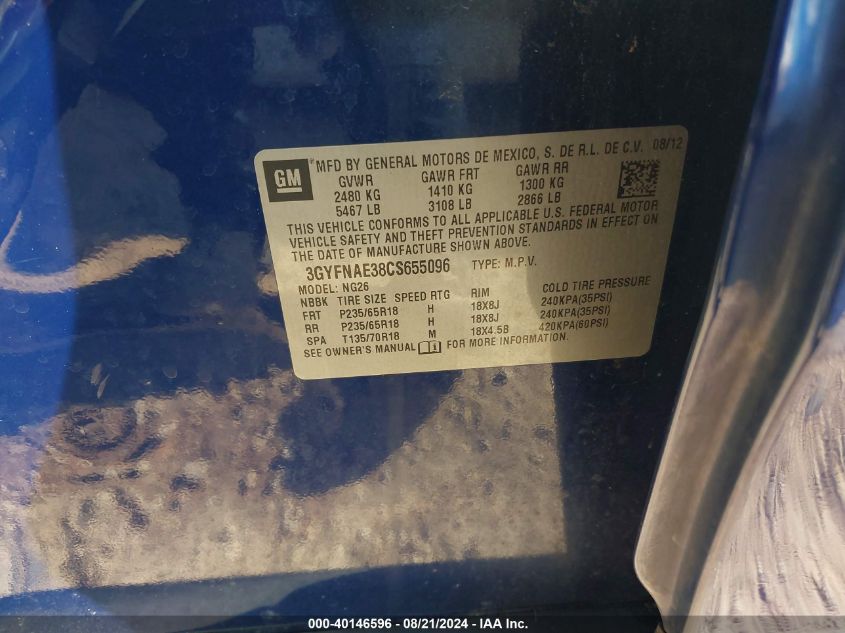 GM ® MFD BY GENERAL MOTORS DE MEXICO, S. DE R.L. DE C.V. 08/12
GVWR GAWR FRT GAWR RR
2480 KG 1410 KG 1300 KG
5467 LB 3108 LB 2866 LB
THIS VEHICLE CONFORMS TO ALL APPLICABLE U.S. FEDERAL MOTOR
VEHICLE SAFETY AND THEFT PREVENTION STANDARDS IN EFFECT ON
THE DATE OF MANUFACTURE SHOWN ABOVE.
3GYFNAE38CS655096 TYPE: M.P.V.
MODEL: NG26
NBBK TIRE SIZE SPEED RTG RIM COLD TIRE PRESSURE
FRT P235/65R18 H 18X8J 240KPA(35PSI)
RR P235/65R18 H 18X8J 240KPA(35PSI)
SPA T135/70R18 M 18X4.5B 420KPA(60PSI)
SEE OWNER'S MANUAL FOR MORE INFORMATION.
000-40146596 - 08/21/2024 - IAA Inc.